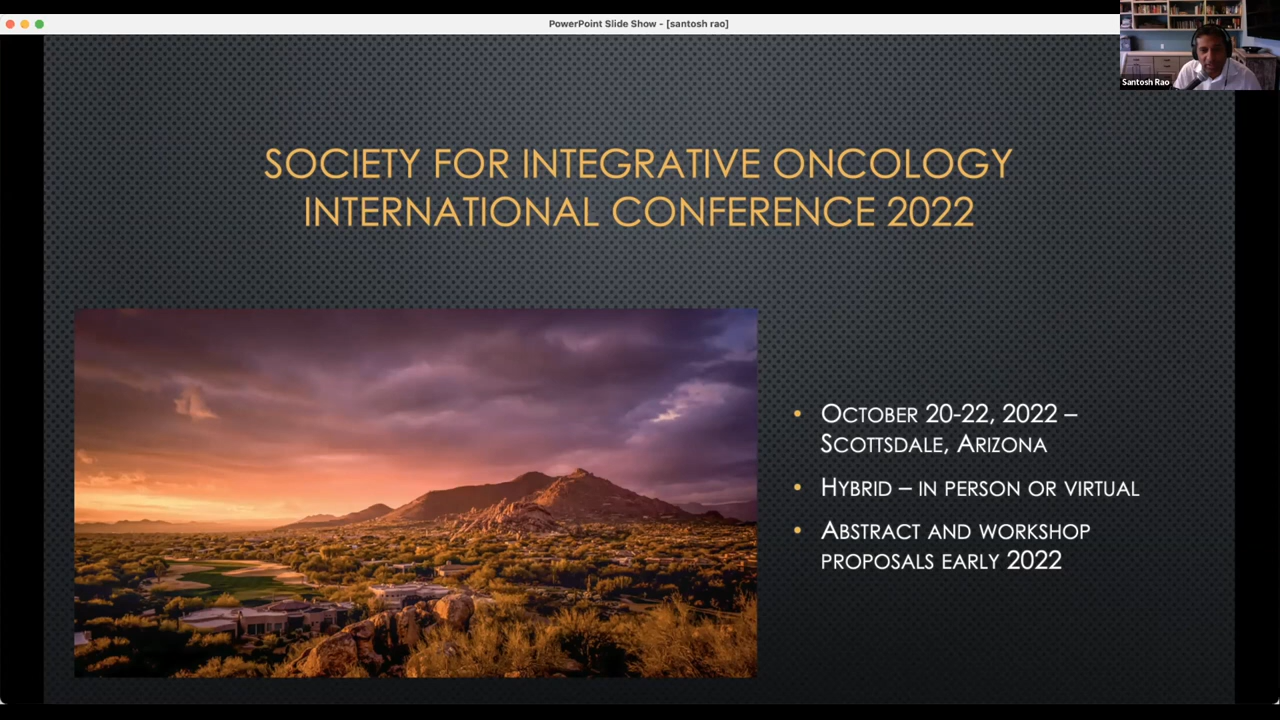 PowerPoint Slide Show - [santosh rao]
Santosh Rao
SOCIETY FOR INTEGRATIVE ONCOLOGY
INTERNATIONAL CONFERENCE 2022
• OCTOBER 20-22, 2022 –
SCOTTSDALE, ARIZONA
• HYBRID – IN PERSON OR VIRTUAL
• ABSTRACT AND WORKSHOP
PROPOSALS EARLY 2022